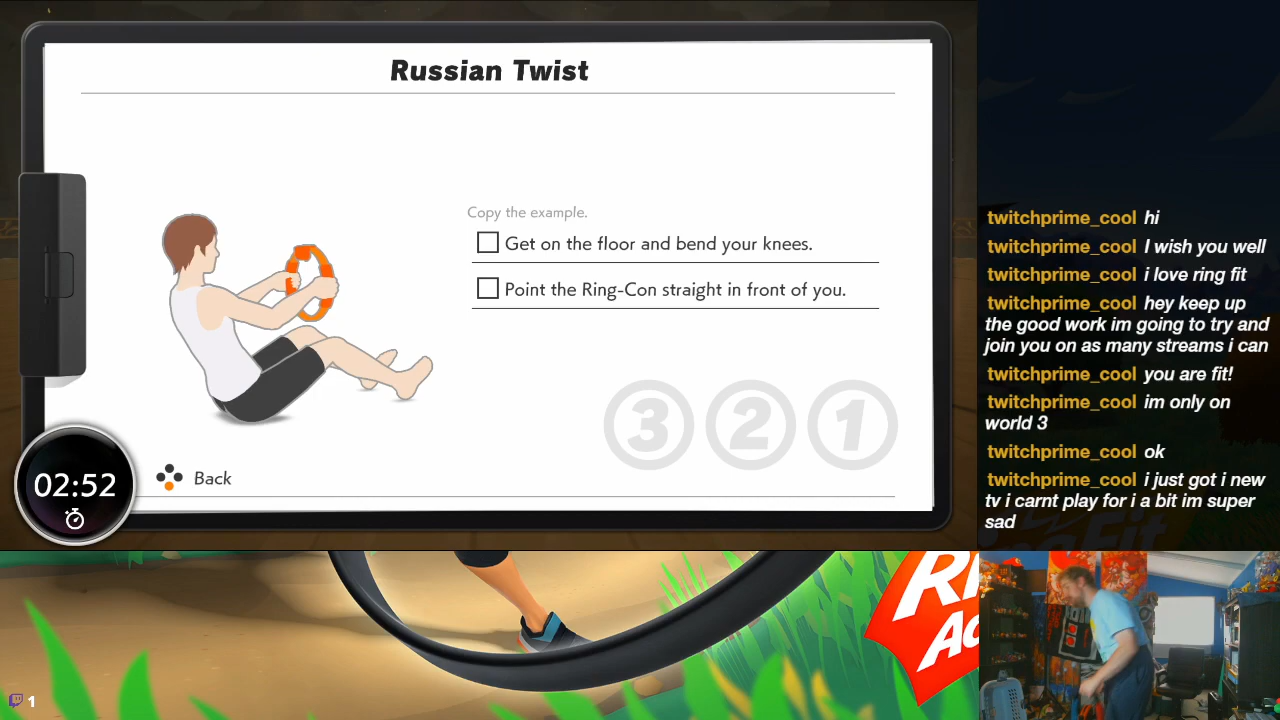 Russian Twist
Copy the example.
Get on the floor and bend your knees.
Point the Ring-Con straight in front of you.
3 2 1
02:52
Back
twitchprime_cool hi
twitchprime_cool I wish you well
twitchprime_cool i love ring fit
twitchprime_cool hey keep up
the good work im going to try and
join you on as many streams i can
twitchprime_cool you are fit!
twitchprime_cool im only on
world 3
twitchprime_cool ok
twitchprime_cool i just got i new
tv i carnt play for i a bit im super
sad
1